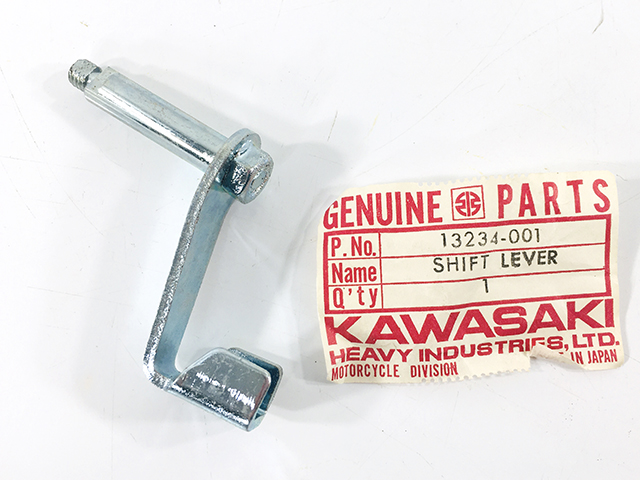 GENUINE PARTS
P.No. 13234-001
Name SHIFT LEVER
Q'ty 1
KAWASAKI
HEAVY INDUSTRIES, LTD.
MOTORCYCLE DIVISION IN JAPAN